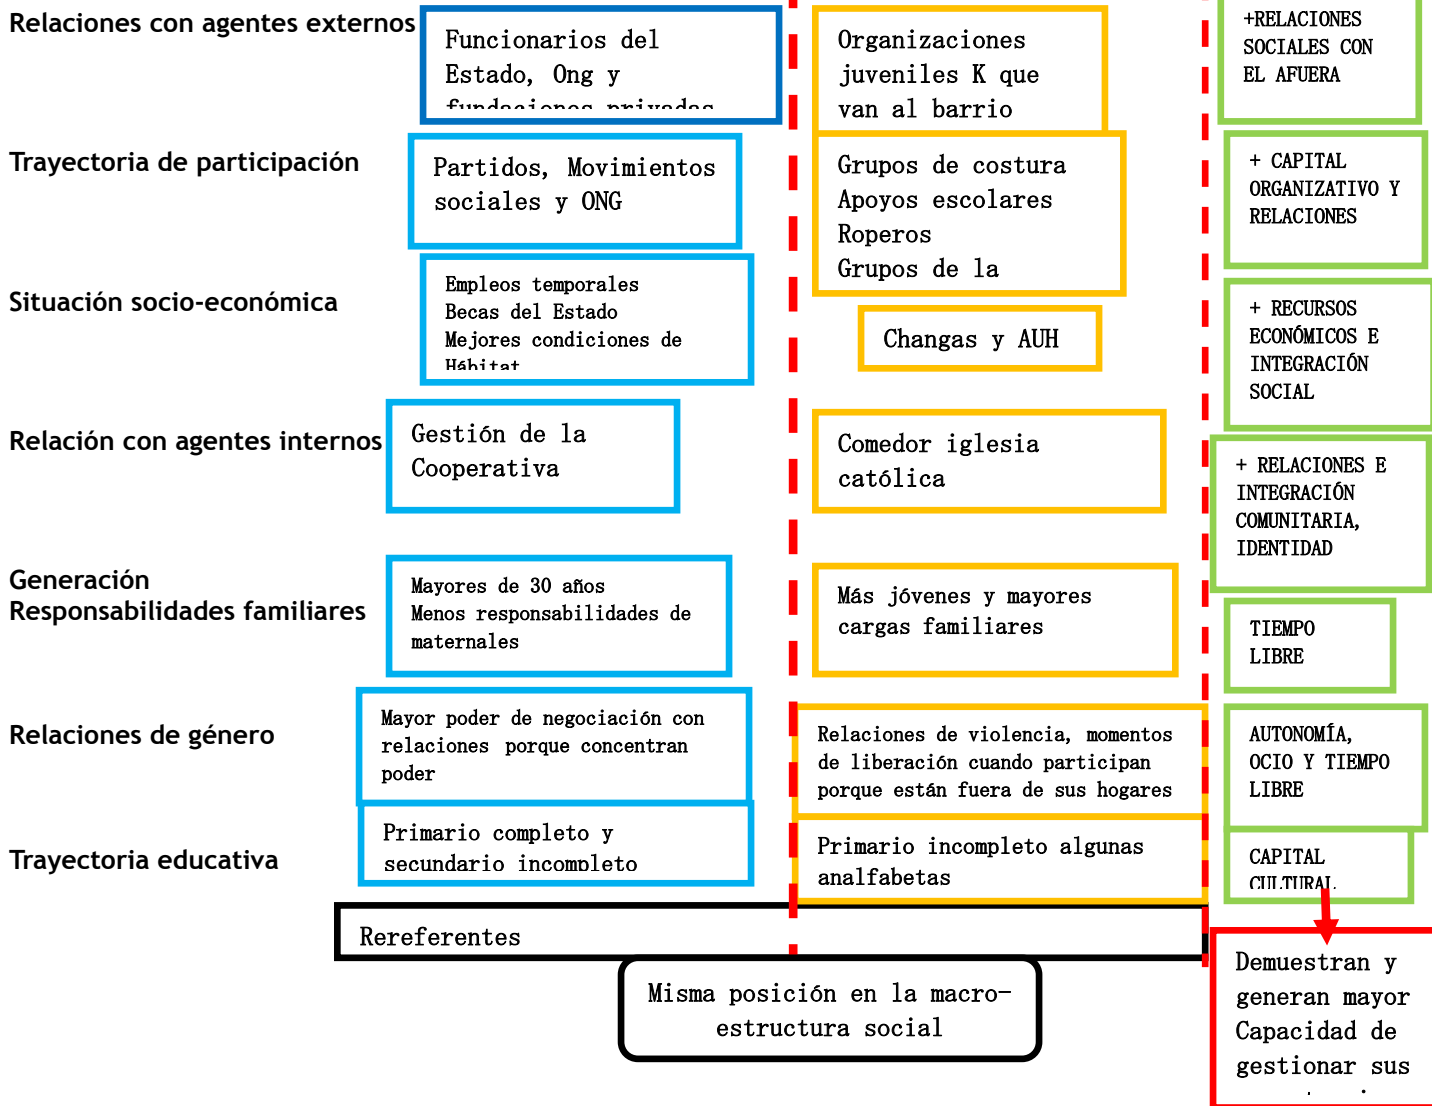 Relaciones con agentes externos
Funcionarios del
Estado, Ong y
fundaciones privadas
Organizaciones
juveniles K que
van al barrio
+RELACIONES
SOCIALES CON
EL AFUERA
Trayectoria de participación
Partidos, Movimientos
sociales y ONG
Grupos de costura
Apoyos escolares
Roperos
Grupos de la
+ CAPITAL
ORGANIZATIVO Y
RELACIONES
Situación socio-económica
Empleos temporales
Becas del Estado
Mejores condiciones de
Hábitat
Changas y AUH
+ RECURSOS
ECONÓMICOS E
INTEGRACIÓN
SOCIAL
Relación con agentes internos
Gestión de la
Cooperativa
Comedor iglesia
católica
+ RELACIONES E
INTEGRACIÓN
COMUNITARIA,
IDENTIDAD
Generación
Responsabilidades familiares
Mayores de 30 años
Menos responsabilidades de
maternales
Más jóvenes y mayores
cargas familiares
TIEMPO
LIBRE
Relaciones de género
Mayor poder de negociación con
relaciones porque concentran
poder
Relaciones de violencia, momentos
de liberación cuando participan
porque están fuera de sus hogares
AUTONOMÍA,
OCIO Y TIEMPO
LIBRE
Trayectoria educativa
Primario completo y
secundario incompleto
Primario incompleto algunas
analfabetas
CAPITAL
CULTURAL
Rereferentes
Misma posición en la macro-
estructura social
Demuestran y
generan mayor
Capacidad de
gestionar sus